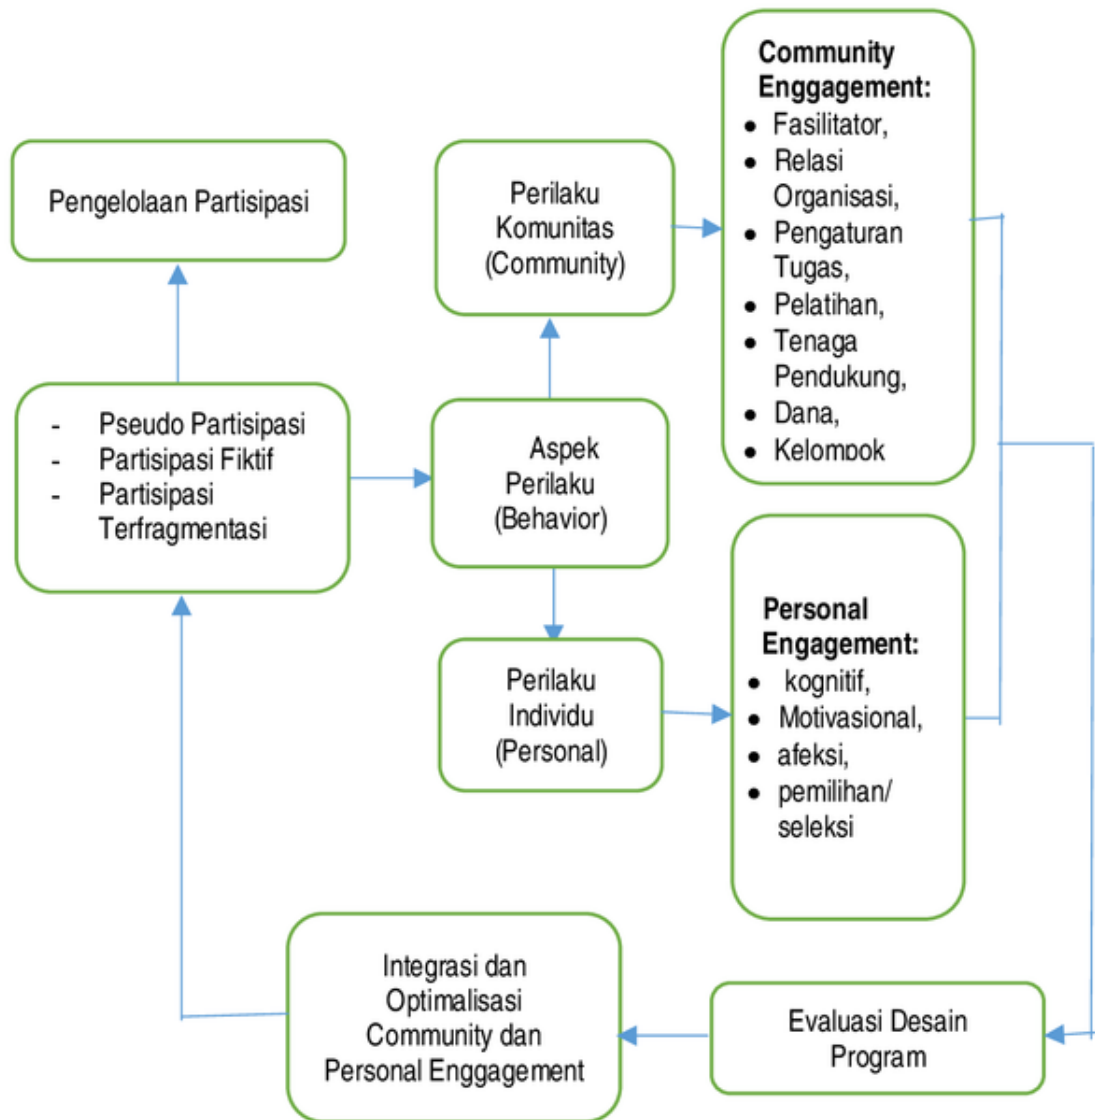 Pengelolaan Partisipasi
- Pseudo Partisipasi
- Partisipasi Fiktif
- Partisipasi
Terfragmentasi
Perilaku
Komunitas
(Community)
Aspek
Perilaku
(Behavior)
Perilaku
Individu
(Personal)
Community
Enggagement:
• Fasilitator,
• Relasi
Organisasi,
• Pengaturan
Tugas,
• Pelatihan,
• Tenaga
Pendukung,
• Dana,
• Kelompok
Personal
Engagement:
• kognitif,
• Motivasional,
• afeksi,
• pemilihan/
seleksi
Evaluasi Desain
Program
Integrasi dan
Optimalisasi
Community dan
Personal Enggagement